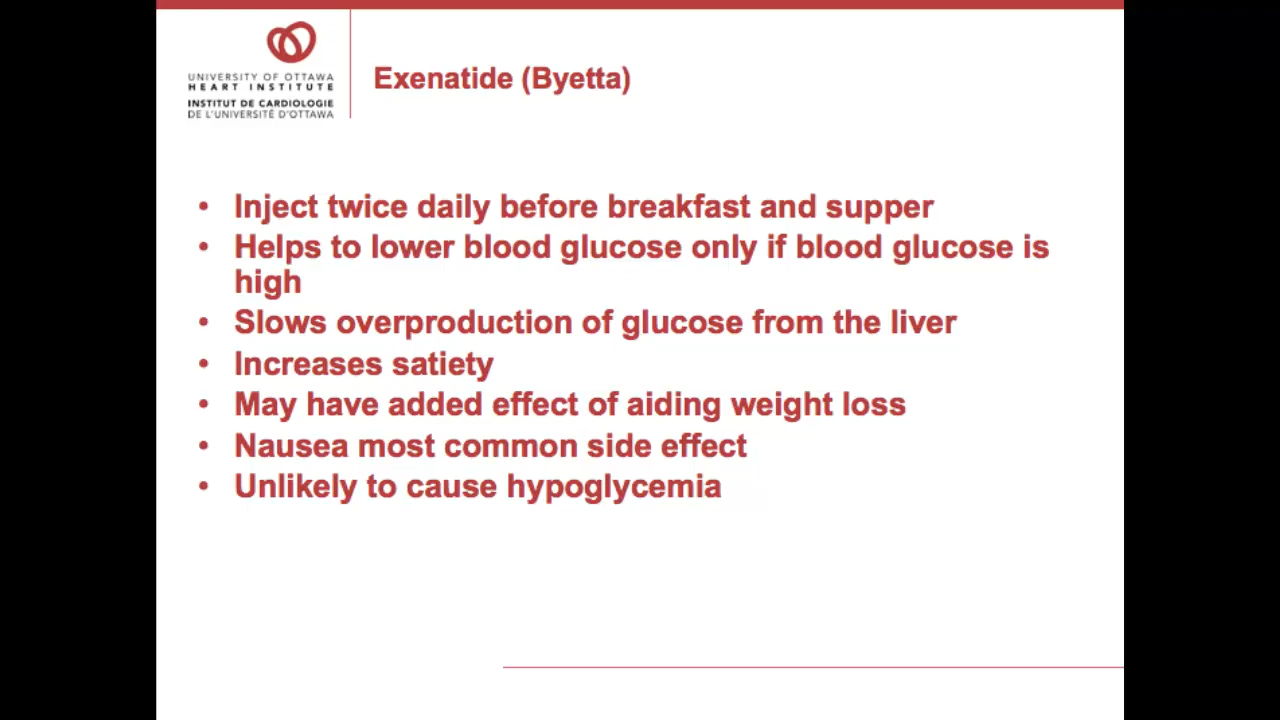 UNIVERSITY OF OTTAWA
HEART INSTITUTE
INSTITUT DE CARDIOLOGIE
DE L'UNIVERSITÉ D'OTTAWA
Exenatide (Byetta)
• Inject twice daily before breakfast and supper
• Helps to lower blood glucose only if blood glucose is
high
• Slows overproduction of glucose from the liver
• Increases satiety
• May have added effect of aiding weight loss
• Nausea most common side effect
• Unlikely to cause hypoglycemia